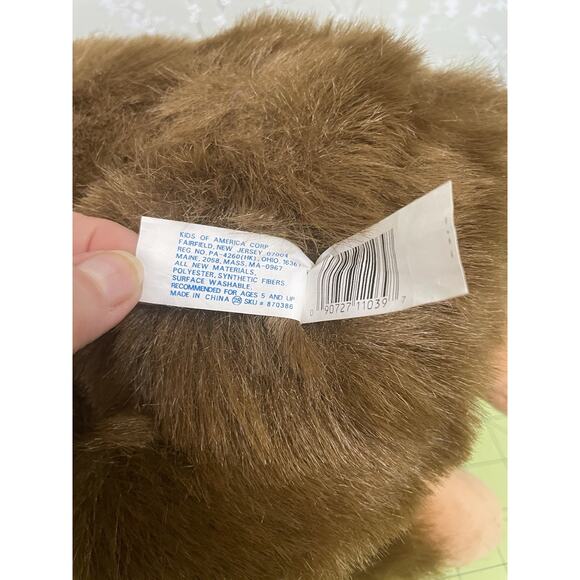 KIDS OF AMERICA CORP
FAIRFIELD, NEW JERSEY 07004
REG. NO. PA-4260(HK), OHIO. 16361
MAINE, 2058, MASS, MA-0967
ALL NEW MATERIALS,
POLYESTER, SYNTHETIC FIBERS
SURFACE WASHABLE.
RECOMMENDED FOR AGES 5 AND UP
MADE IN CHINA SKU # 870386
0 90727 11039 7